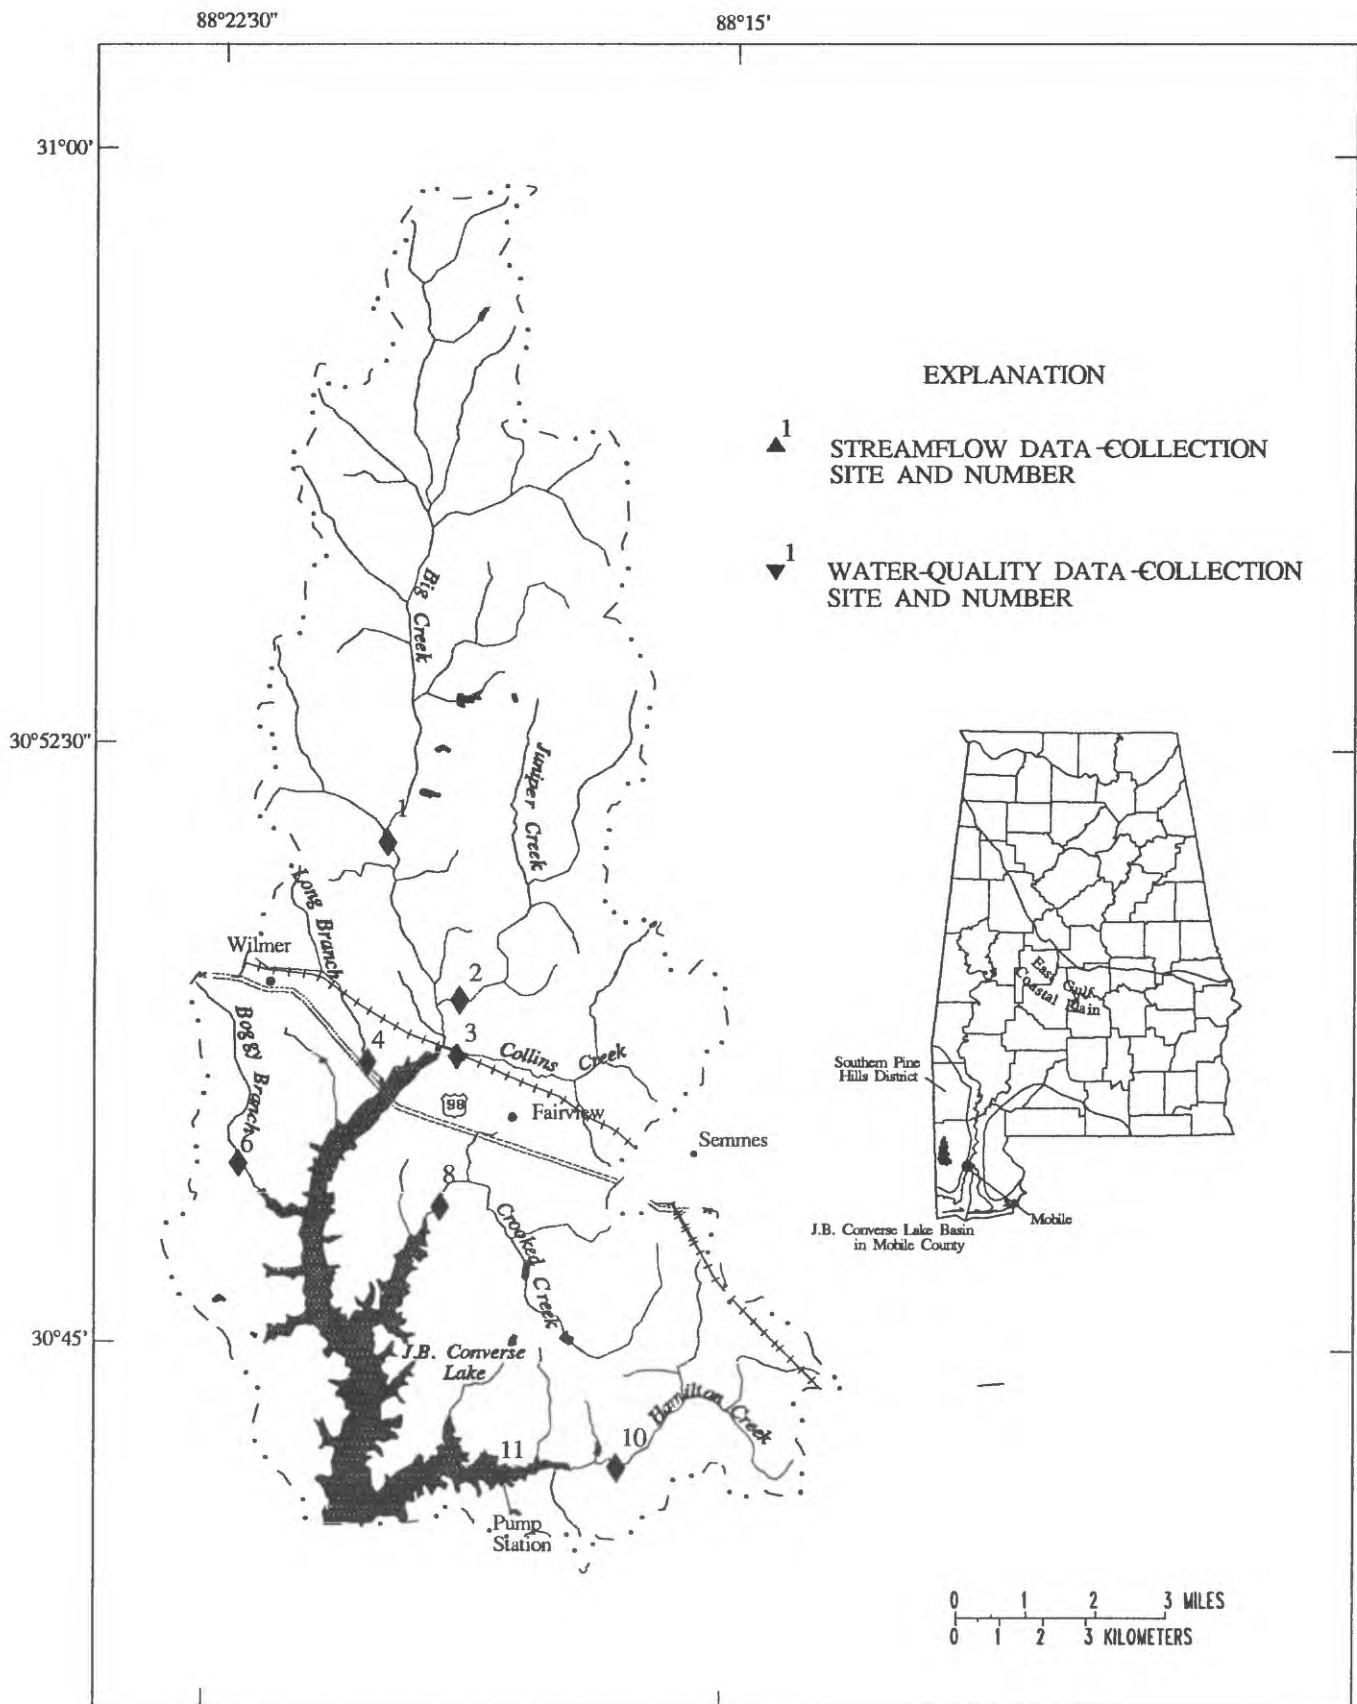 88°22'30"
88°15'
31°00'
EXPLANATION
1
STREAMFLOW DATA-COLLECTION
SITE AND NUMBER
1
WATER-QUALITY DATA-COLLECTION
SITE AND NUMBER
Big Creek
30°52'30"
Juniper Creek
1
Long Branch
Wilmer
2
East Gulf
Coastal Plain
Boggy Branch
4
3
Collins Creek
Southern Pine
Hills District
98
Fairview
Semmes
6
8
Crooked Creek
Mobile
J.B. Converse Lake Basin
in Mobile County
30°45'
J.B. Converse
Lake
Hamilton Creek
11
10
Pump
Station
0 1 2 3 MILES
0 1 2 3 KILOMETERS